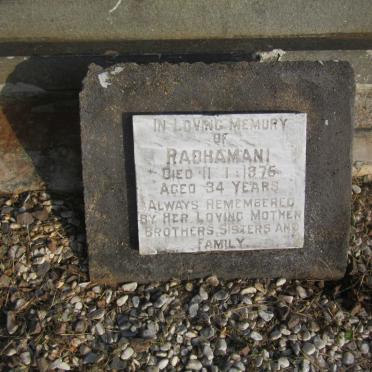 IN LOVING MEMORY
OF
RADHAMANI
DIED 11·1·1975
AGED 34 YEARS
ALWAYS REMEMBERED
BY HER LOVING MOTHER
BROTHERS, SISTERS AND
FAMILY